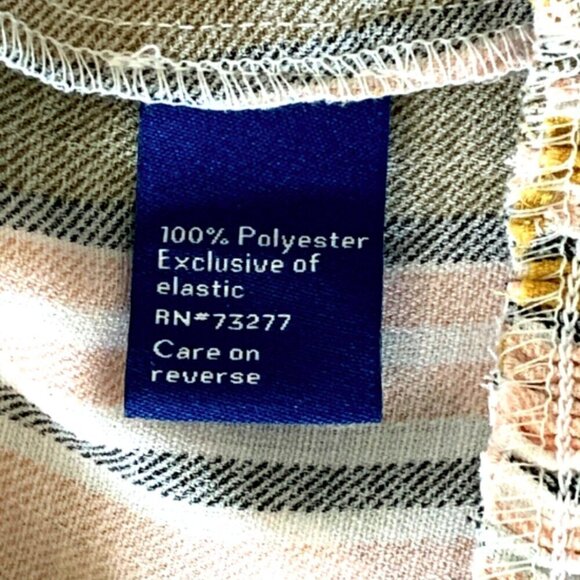 100% Polyester
Exclusive of
elastic
RN#73277
Care on
reverse